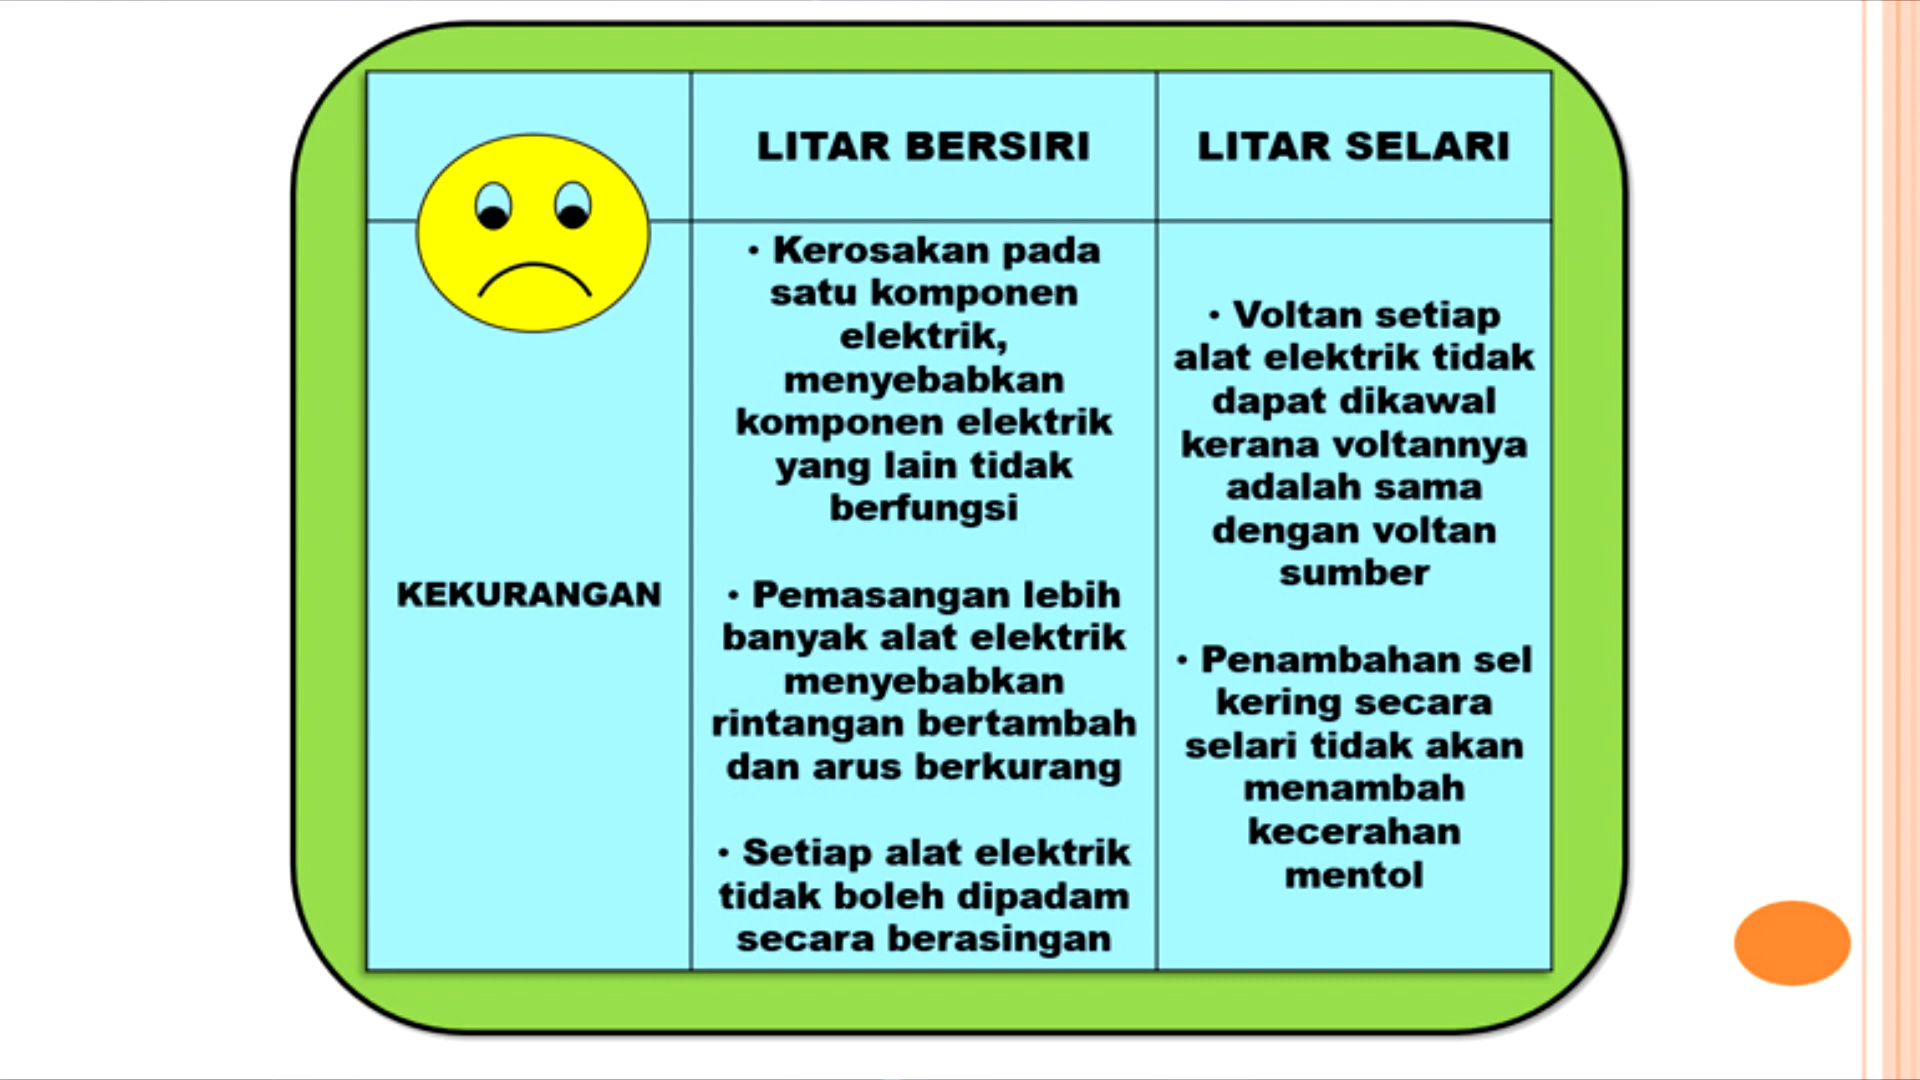 LITAR BERSIRI
LITAR SELARI
KEKURANGAN
• Kerosakan pada
satu komponen
elektrik,
menyebabkan
komponen elektrik
yang lain tidak
berfungsi
• Pemasangan lebih
banyak alat elektrik
menyebabkan
rintangan bertambah
dan arus berkurang
• Setiap alat elektrik
tidak boleh dipadam
secara berasingan
• Voltan setiap
alat elektrik tidak
dapat dikawal
kerana voltannya
adalah sama
dengan voltan
sumber
• Penambahan sel
kering secara
selari tidak akan
menambah
kecerahan
mentol